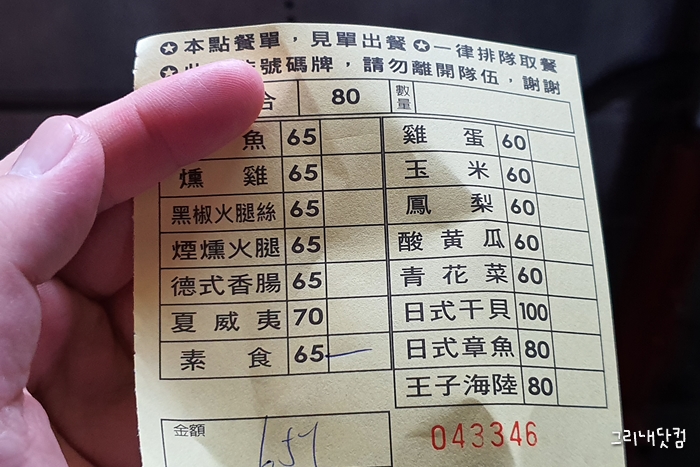 ✪本點餐單，見單出餐✪一律排隊取餐
號碼牌，請勿離開隊伍，謝謝
合 80 數量
魚 65
燻雞 65
黑椒火腿絲 65
煙燻火腿 65
德式香腸 65
夏威夷 70
素食 65
雞蛋 60
玉米 60
鳳梨 60
酸黃瓜 60
青花菜 60
日式干貝 100
日式章魚 80
王子海陸 80
金額
043346
그리내닷컴